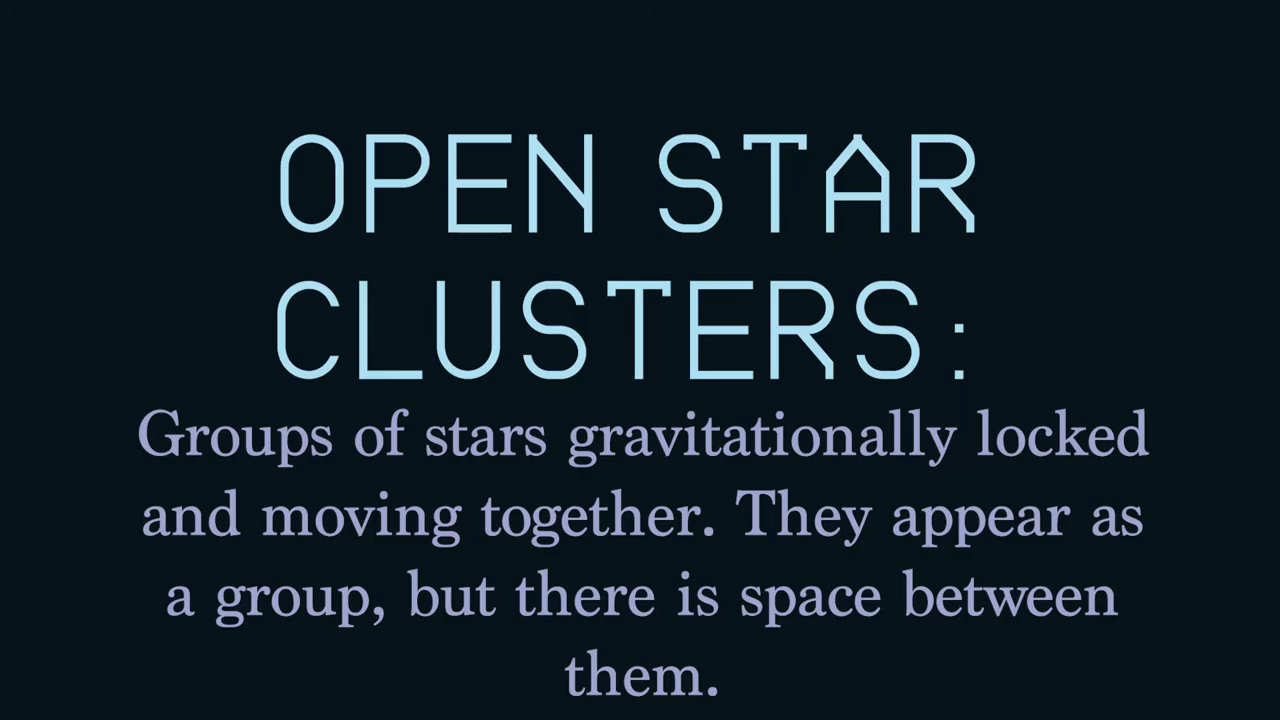 OPEN STAR
CLUSTERS:
Groups of stars gravitationally locked
and moving together. They appear as
a group, but there is space between
them.